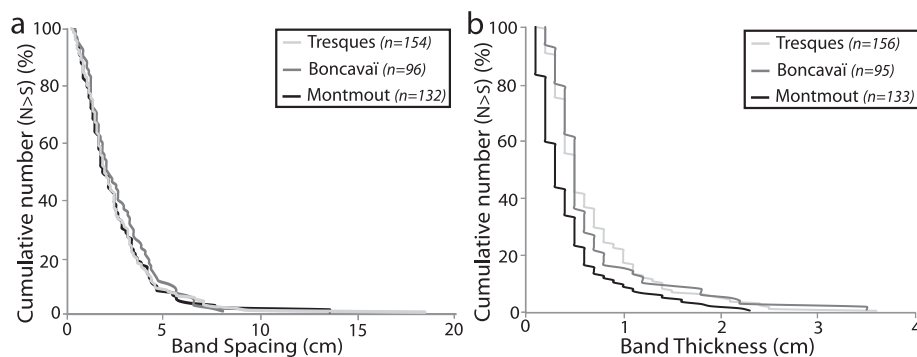 a
Cumulative number (N>S) (%)
100
80
60
40
20
0
0 5 10 15 20
Band Spacing (cm)
Tresques (n=154)
Boncavaï (n=96)
Montmout (n=132)
b
Cumulative number (N>S) (%)
100
80
60
40
20
0
0 1 2 3 4
Band Thickness (cm)
Tresques (n=156)
Boncavaï (n=95)
Montmout (n=133)